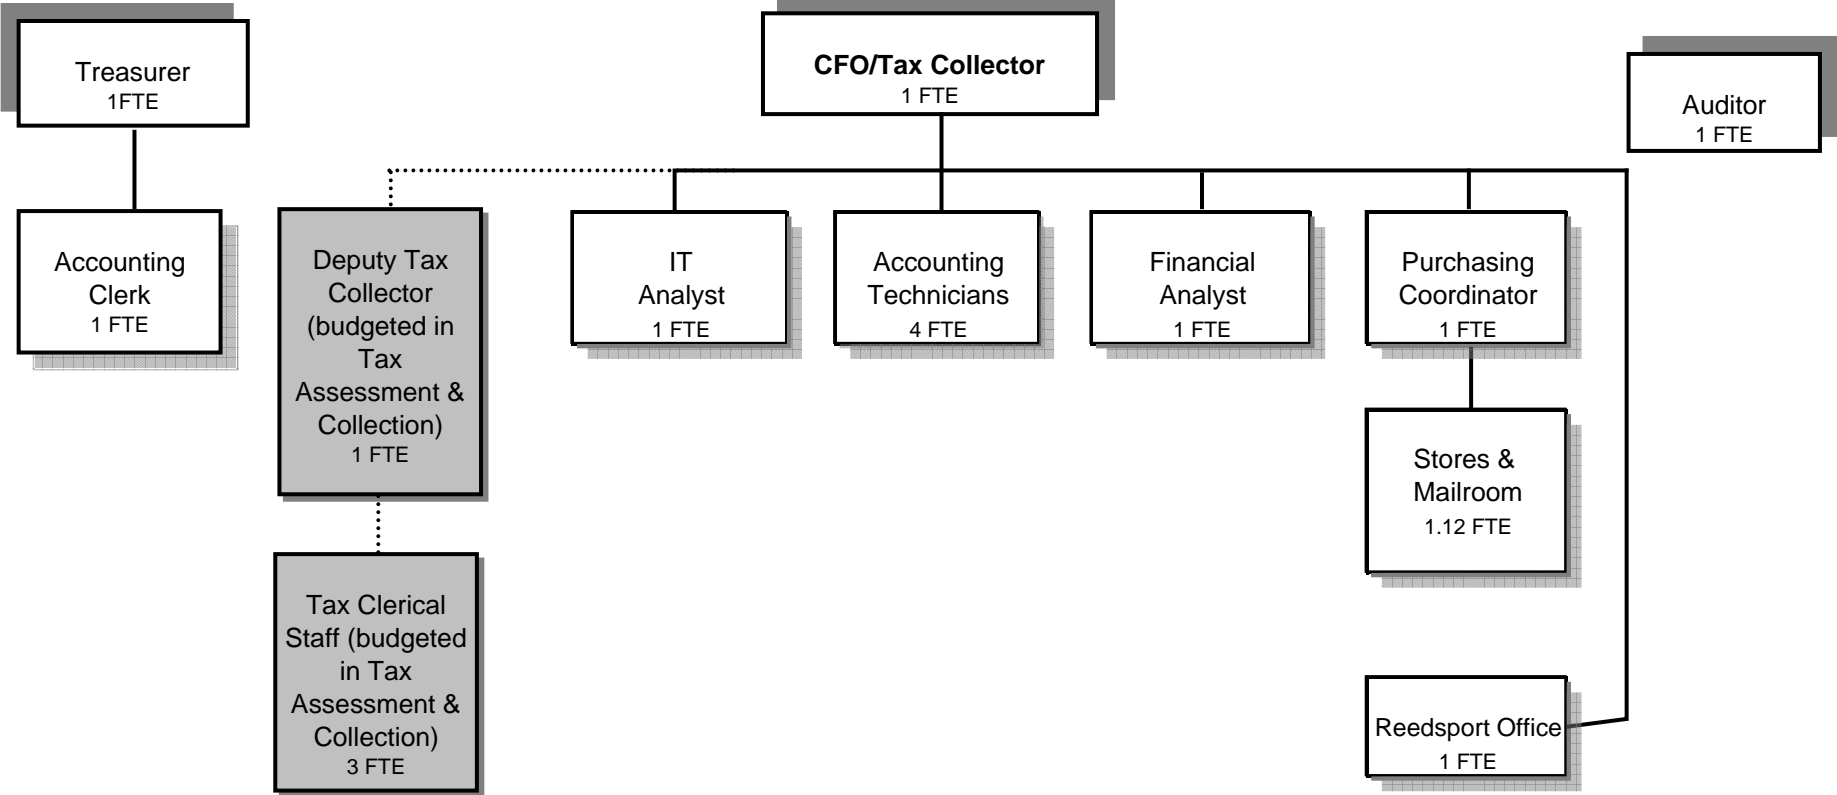 Treasurer
1FTE
CFO/Tax Collector
1 FTE
Auditor
1 FTE
Accounting
Clerk
1 FTE
Deputy Tax
Collector
(budgeted in
Tax
Assessment &
Collection)
1 FTE
IT
Analyst
1 FTE
Accounting
Technicians
4 FTE
Financial
Analyst
1 FTE
Purchasing
Coordinator
1 FTE
Stores &
Mailroom
1.12 FTE
Tax Clerical
Staff (budgeted
in Tax
Assessment &
Collection)
3 FTE
Reedsport Office
1 FTE